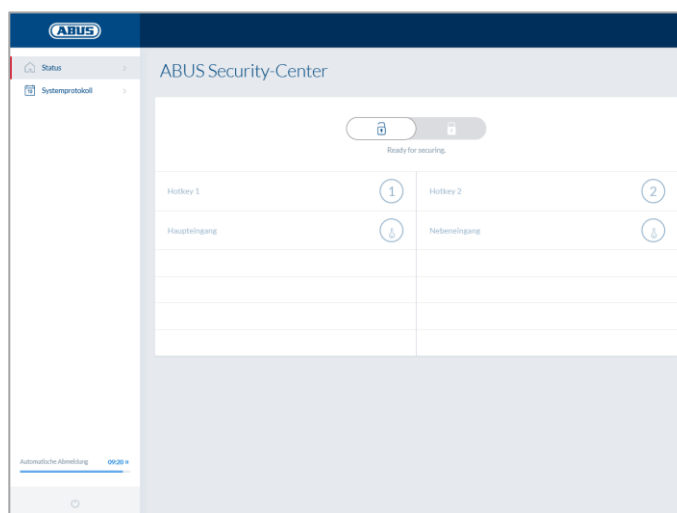 ABUS
Status
Systemprotokoll
ABUS Security-Center
Ready for securing.
Hotkey 1
1
Hotkey 2
2
Haupteingang
Nebeneingang
Automatische Abmeldung 09:20